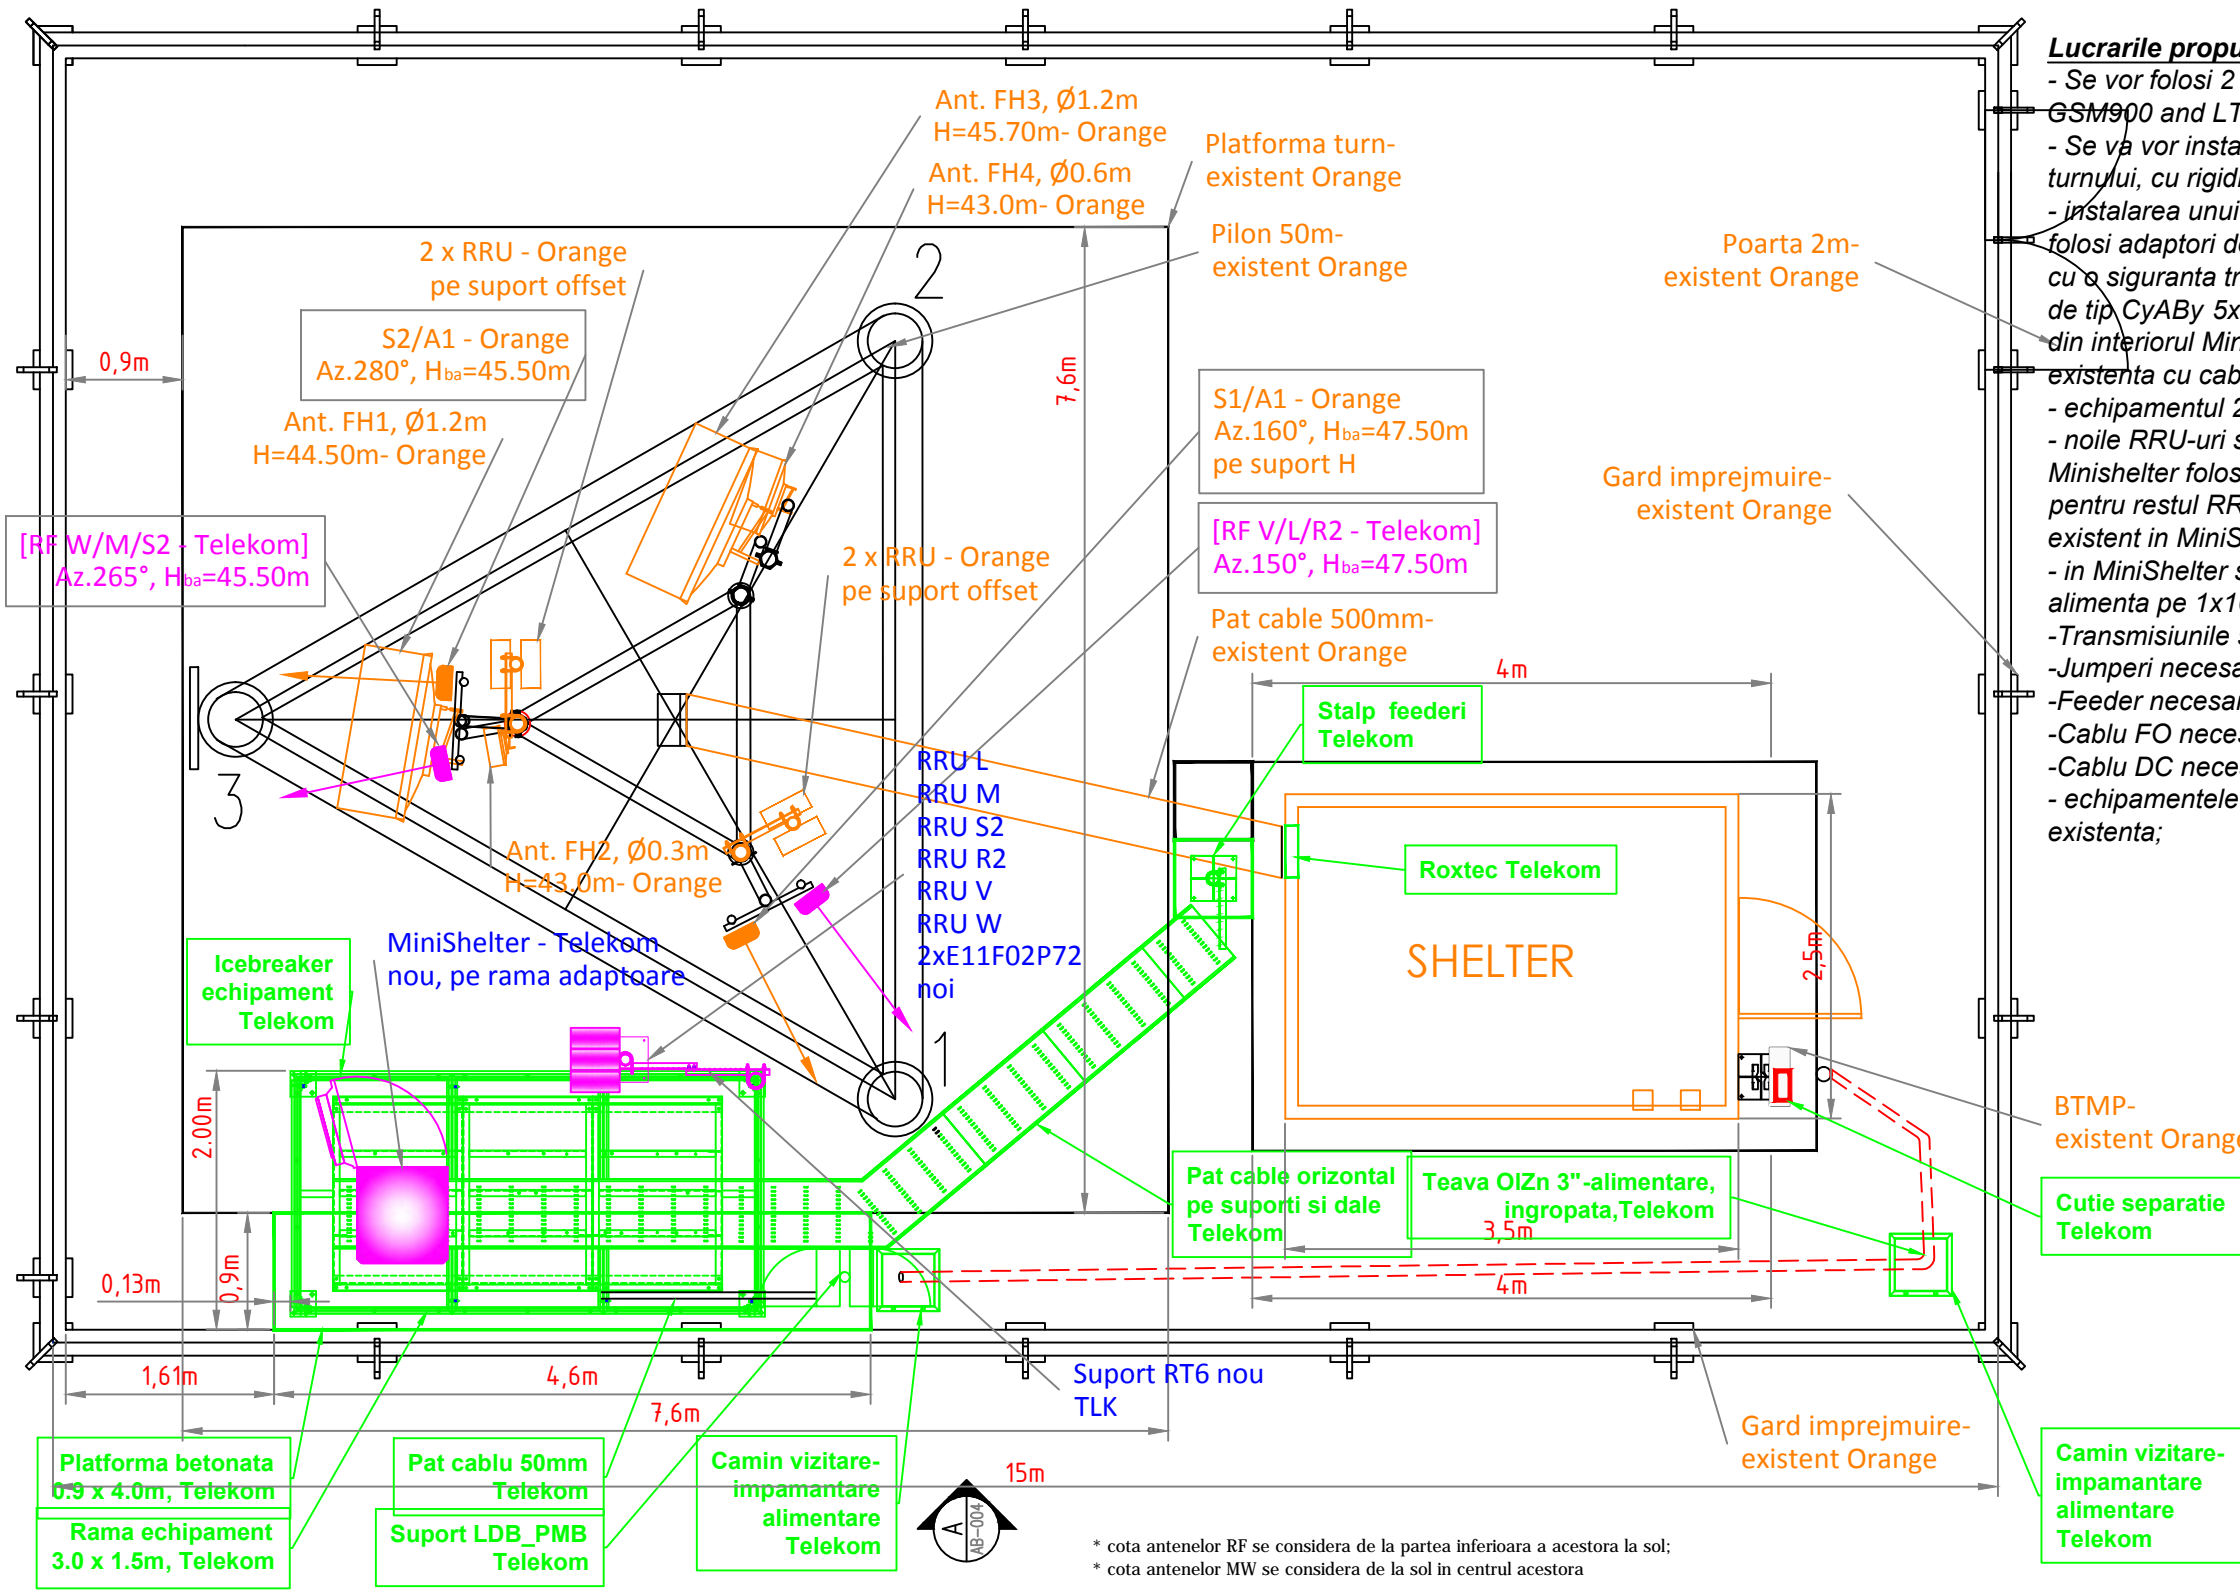 Ant. FH3, Ø1.2m
H=45.70m- Orange
Ant. FH4, Ø0.6m
H=43.0m- Orange
Platforma turn-
existent Orange
Pilon 50m-
existent Orange
2 x RRU - Orange
pe suport offset
S2/A1 - Orange
Az.280°, Hba=45.50m
Ant. FH1, Ø1.2m
H=44.50m- Orange
[RF W/M/S2 - Telekom]
Az.265°, Hba=45.50m
0,9m
2
7,6m
S1/A1 - Orange
Az.160°, Hba=47.50m
pe suport H
[RF V/L/R2 - Telekom]
Az.150°, Hba=47.50m
2 x RRU - Orange
pe suport offset
Pat cable 500mm-
existent Orange
Poarta 2m-
existent Orange
Gard imprejmuire-
existent Orange
Lucrarile propu
- Se vor folosi 2
GSM900 and LT
- Se va vor insta
turnului, cu rigid
- instalarea unui
folosi adaptori d
cu o siguranta tr
de tip CyABy 5x
din interiorul Min
existenta cu cab
- echipamentul 2
- noile RRU-uri s
Minishelter folos
pentru restul RR
existent in MiniS
- in MiniShelter s
alimenta pe 1x1
-Transmisiunile s
-Jumperi necesa
-Feeder necesar
-Cablu FO neces
-Cablu DC nece
- echipamentele
existenta;
4m
Stalp feederi
Telekom
3
Ant. FH2, Ø0.3m
H=43.0m- Orange
RRU L
RRU M
RRU S2
RRU R2
RRU V
RRU W
2xE11F02P72
noi
Roxtec Telekom
SHELTER
2,5m
MiniShelter - Telekom
nou, pe rama adaptoare
Icebreaker
echipament
Telekom
1
2.00m
0,9m
0,13m
Pat cable orizontal
pe suporti si dale
Telekom
Teava OlZn 3"-alimentare,
ingropata,Telekom
3,5m
4m
BTMP-
existent Orange
Cutie separatie
Telekom
1,61m
4,6m
7,6m
Suport RT6 nou
TLK
15m
Gard imprejmuire-
existent Orange
Platforma betonata
0.9 x 4.0m, Telekom
Rama echipament
3.0 x 1.5m, Telekom
Pat cablu 50mm
Telekom
Suport LDB_PMB
Telekom
Camin vizitare-
impamantare
alimentare
Telekom
A
AB-004
Camin vizitare-
impamantare
alimentare
Telekom
* cota antenelor RF se considera de la partea inferioara a acestora la sol;
* cota antenelor MW se considera de la sol in centrul acestora